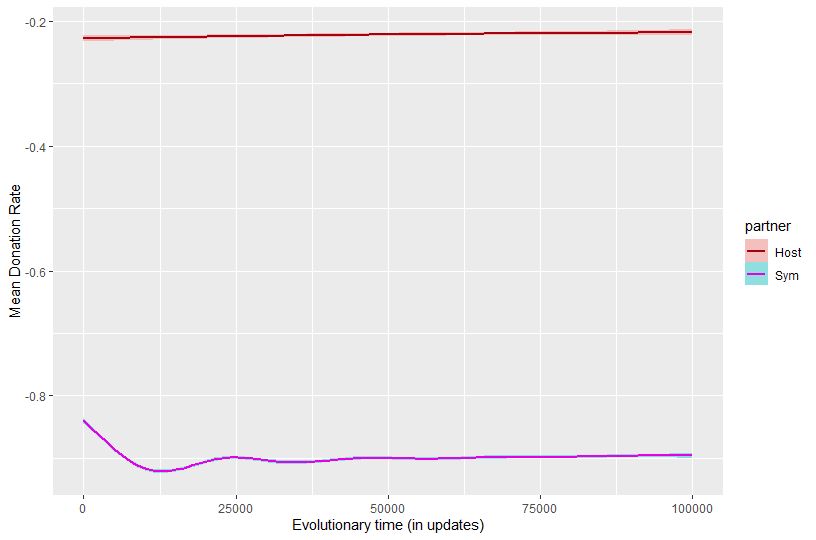 Mean Donation Rate
-0.2
-0.4
-0.6
-0.8
0
25000
50000
75000
100000
Evolutionary time (in updates)
partner
Host
Sym